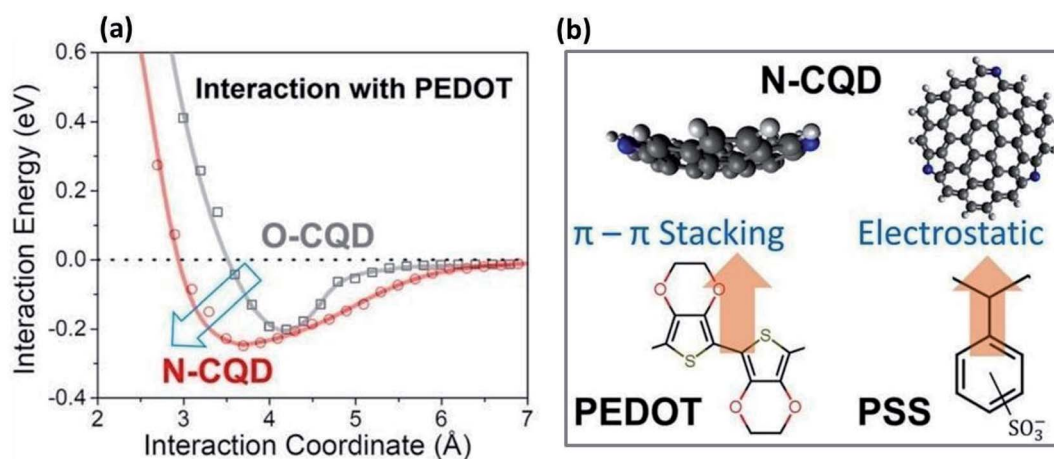 (a)
0.6
0.4
0.2
0.0
-0.2
-0.4
Interaction Energy (eV)
Interaction with PEDOT
O-CQD
N-CQD
2 3 4 5 6 7
Interaction Coordinate (Å)
(b)
N-CQD
π – π Stacking
Electrostatic
O
O
S
S
O
O
PEDOT
PSS
SO₃⁻